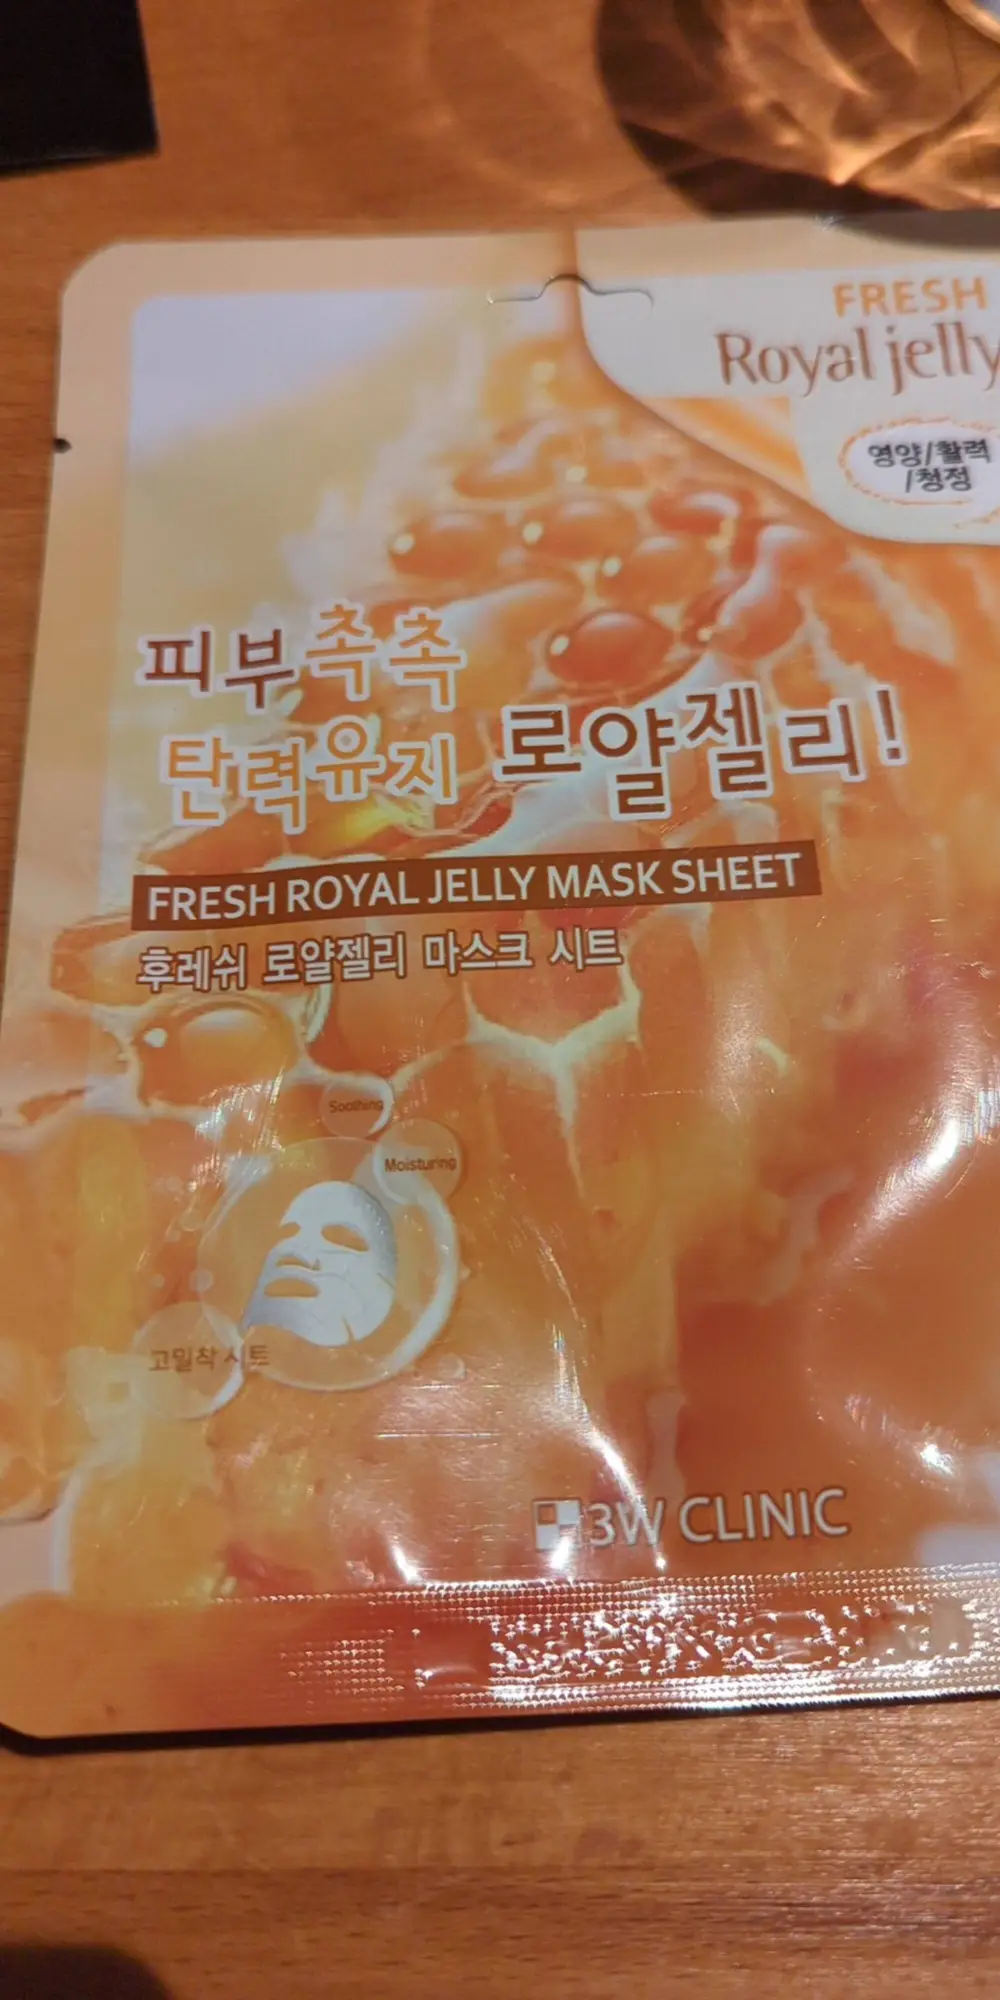 FRESH
Royal jelly
영양/활력
/청정
피부촉촉
탄력유지 로얄젤리!
FRESH ROYAL JELLY MASK SHEET
후레쉬 로얄젤리 마스크 시트
Soothing
Moisturing
고밀착 시트
3W CLINIC